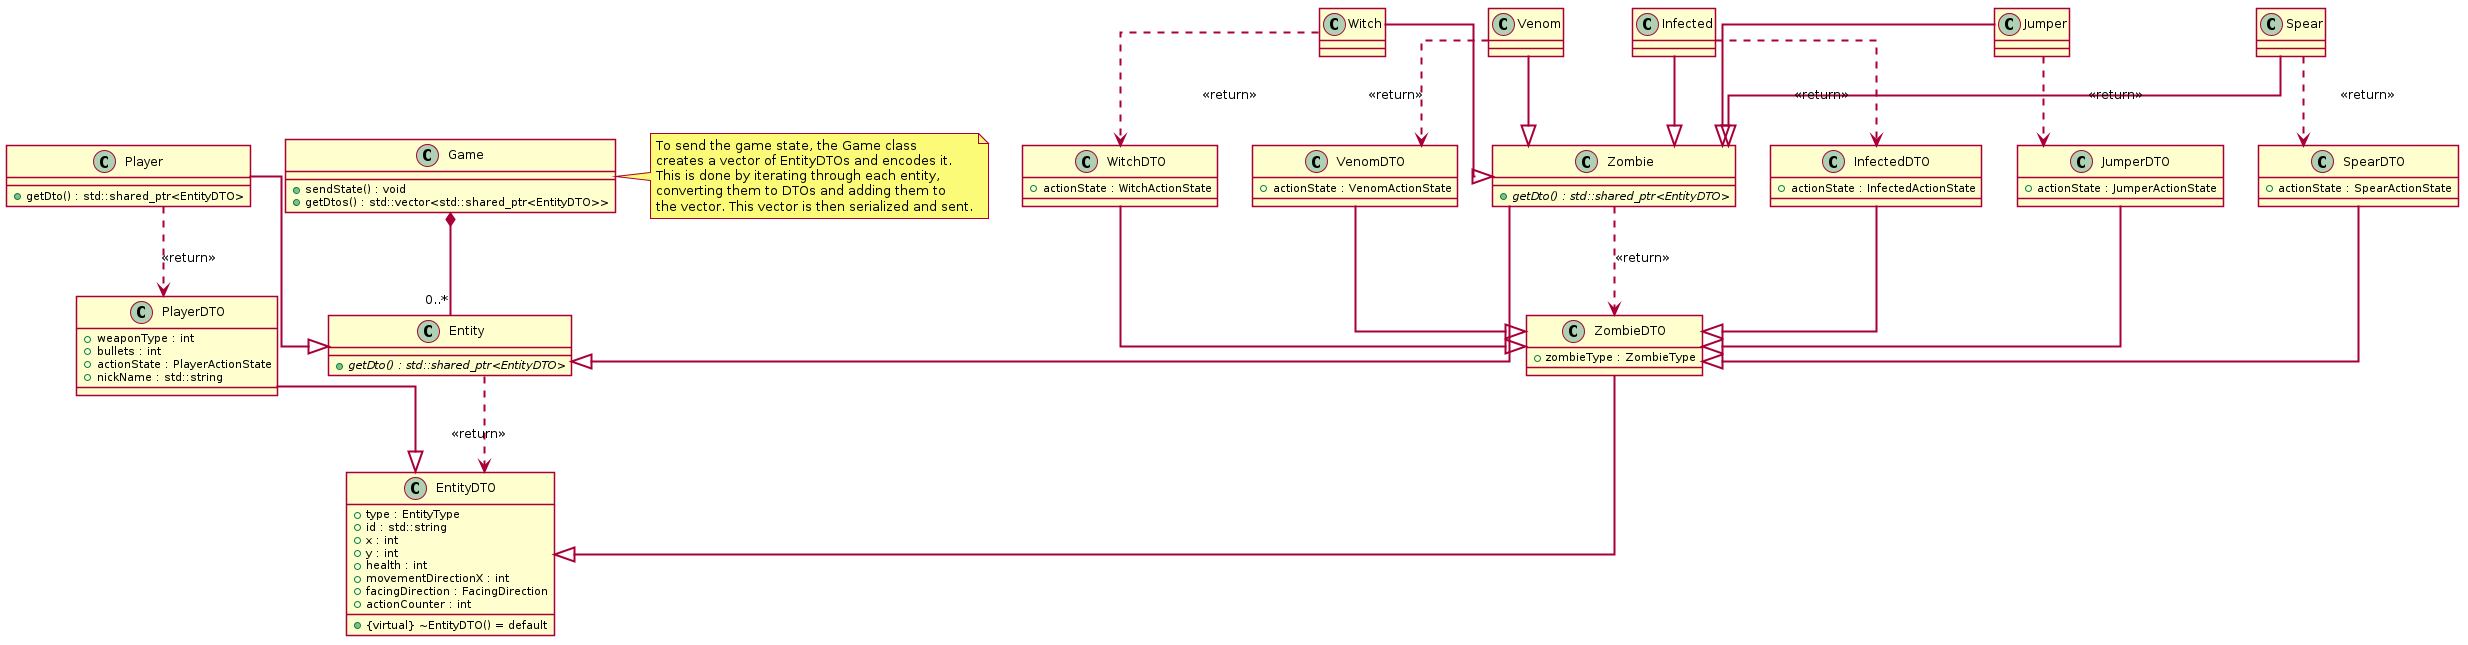 C Witch
C Venom
C Infected
C Jumper
C Spear
«return»
«return»
«return»
«return»
«return»
C Player
getDto() : std::shared_ptr<EntityDTO>
C Game
sendState() : void
getDtos() : std::vector<std::shared_ptr<EntityDTO>>
To send the game state, the Game class
creates a vector of EntityDTOs and encodes it.
This is done by iterating through each entity,
converting them to DTOs and adding them to
the vector. This vector is then serialized and sent.
C WitchDTO
actionState : WitchActionState
C VenomDTO
actionState : VenomActionState
C Zombie
getDto() : std::shared_ptr<EntityDTO>
C InfectedDTO
actionState : InfectedActionState
C JumperDTO
actionState : JumperActionState
C SpearDTO
actionState : SpearActionState
«return»
«return»
0..*
C PlayerDTO
weaponType : int
bullets : int
actionState : PlayerActionState
nickName : std::string
C Entity
getDto() : std::shared_ptr<EntityDTO>
C ZombieDTO
zombieType : ZombieType
«return»
C EntityDTO
type : EntityType
id : std::string
x : int
y : int
health : int
movementDirectionX : int
facingDirection : FacingDirection
actionCounter : int
{virtual} ~EntityDTO() = default